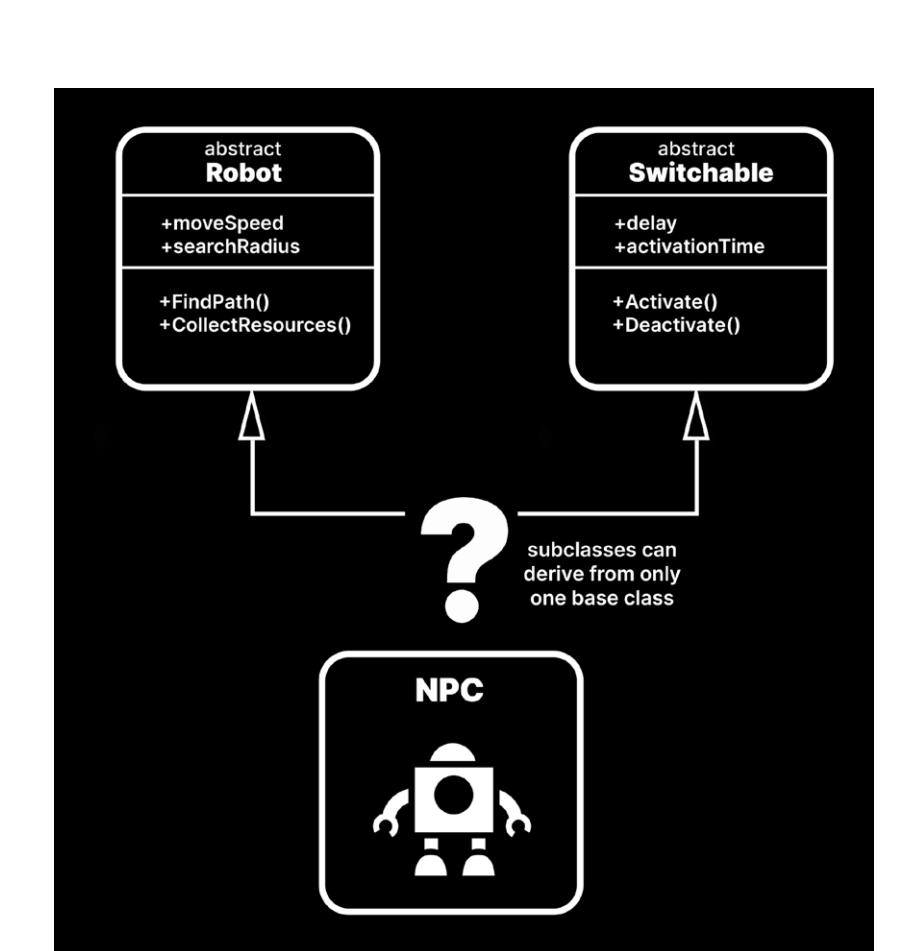 abstract
Robot
+moveSpeed
+searchRadius
+FindPath()
+CollectResources()
abstract
Switchable
+delay
+activationTime
+Activate()
+Deactivate()
?
subclasses can
derive from only
one base class
NPC